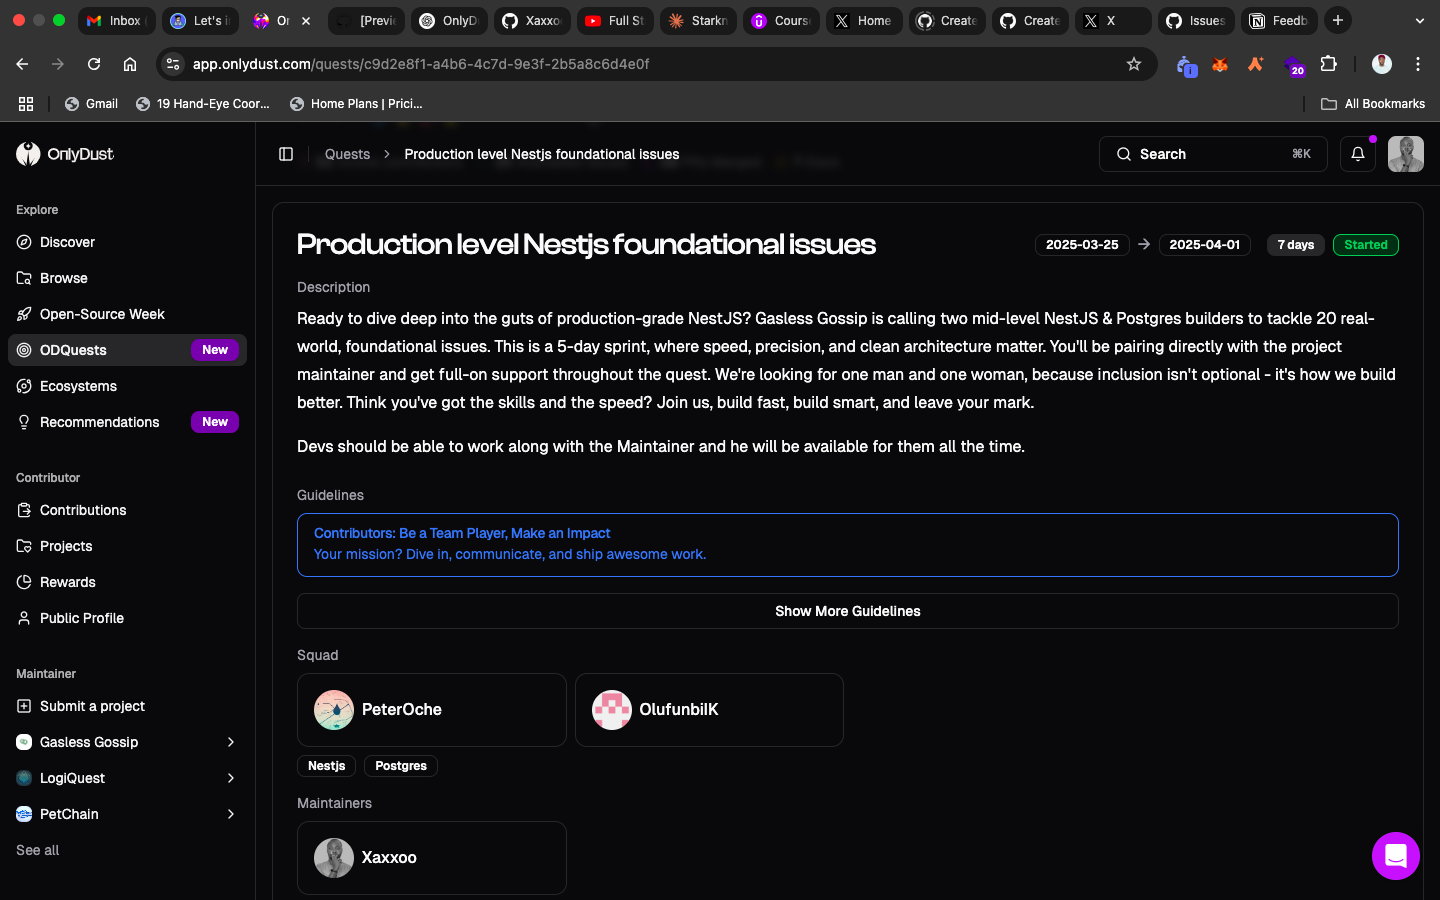 Inbox (
Let's i
O
[Previ
OnlyD
Xaxxo
Full St
Starkn
Cours
Home
Create
Create
X
Issues
Feedb
app.onlydust.com/quests/c9d2e8f1-a4b6-4c7d-9e3f-2b5a8c6d4e0f
20
Gmail
19 Hand-Eye Coor...
Home Plans | Prici...
All Bookmarks
OnlyDust
Quests
Production level Nestjs foundational issues
Search
⌘K
Explore
Discover
Browse
Open-Source Week
ODQuests
New
Ecosystems
Recommendations
New
Contributor
Contributions
Projects
Rewards
Public Profile
Maintainer
Submit a project
Gasless Gossip
LogiQuest
PetChain
See all
Production level Nestjs foundational issues
2025-03-25
2025-04-01
7 days
Started
Description
Ready to dive deep into the guts of production-grade NestJS? Gasless Gossip is calling two mid-level NestJS & Postgres builders to tackle 20 real-
world, foundational issues. This is a 5-day sprint, where speed, precision, and clean architecture matter. You'll be pairing directly with the project
maintainer and get full-on support throughout the quest. We're looking for one man and one woman, because inclusion isn't optional - it's how we build
better. Think you've got the skills and the speed? Join us, build fast, build smart, and leave your mark.
Devs should be able to work along with the Maintainer and he will be available for them all the time.
Guidelines
Contributors: Be a Team Player, Make an Impact
Your mission? Dive in, communicate, and ship awesome work.
Show More Guidelines
Squad
PeterOche
OlufunbiIK
Nestjs
Postgres
Maintainers
Xaxxoo